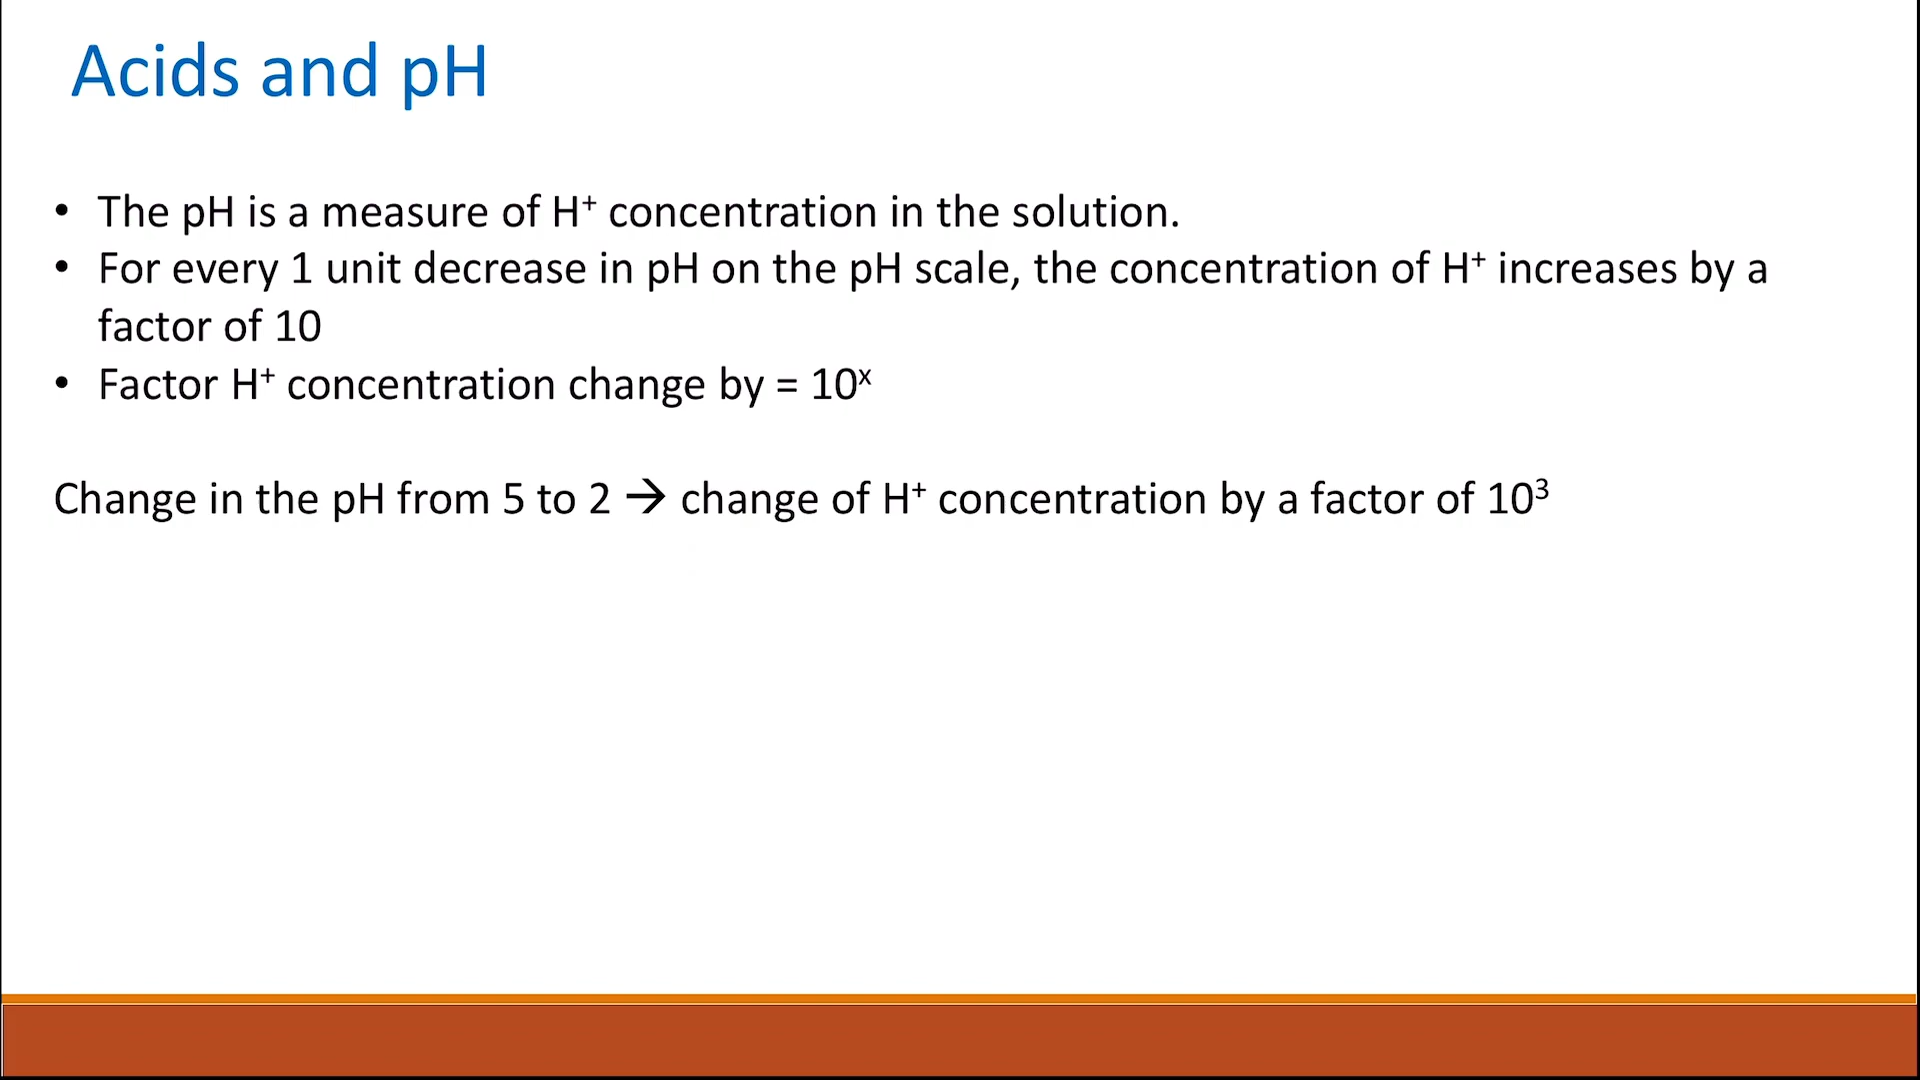 Acids and pH
• The pH is a measure of H⁺ concentration in the solution.
• For every 1 unit decrease in pH on the pH scale, the concentration of H⁺ increases by a
factor of 10
• Factor H⁺ concentration change by = 10ˣ
Change in the pH from 5 to 2 → change of H⁺ concentration by a factor of 10³